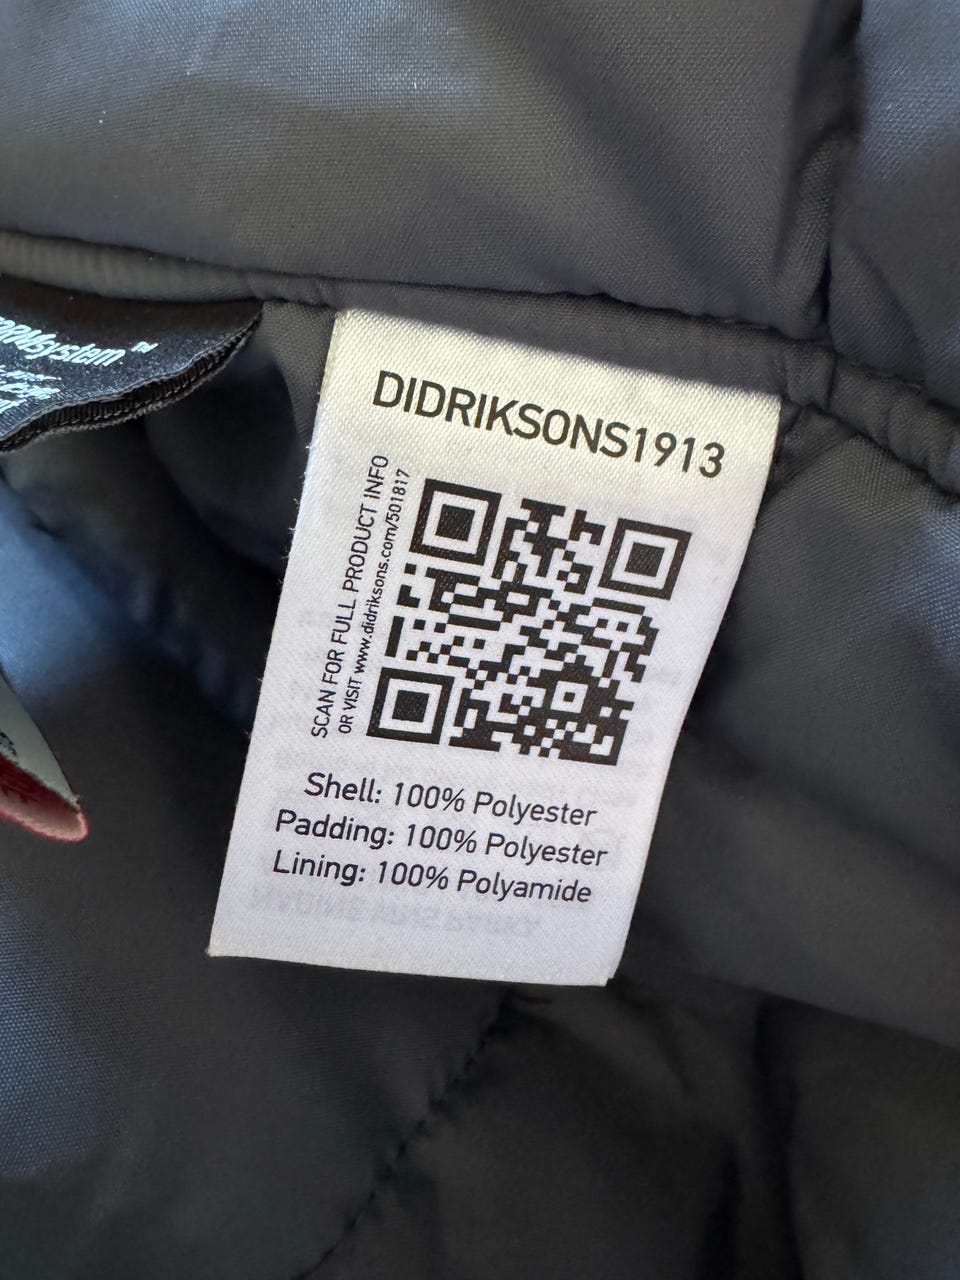 DIDRIKSONS1913
SCAN FOR FULL PRODUCT INFO
OR VISIT www.didriksons.com/501817
Shell: 100% Polyester
Padding: 100% Polyester
Lining: 100% Polyamide